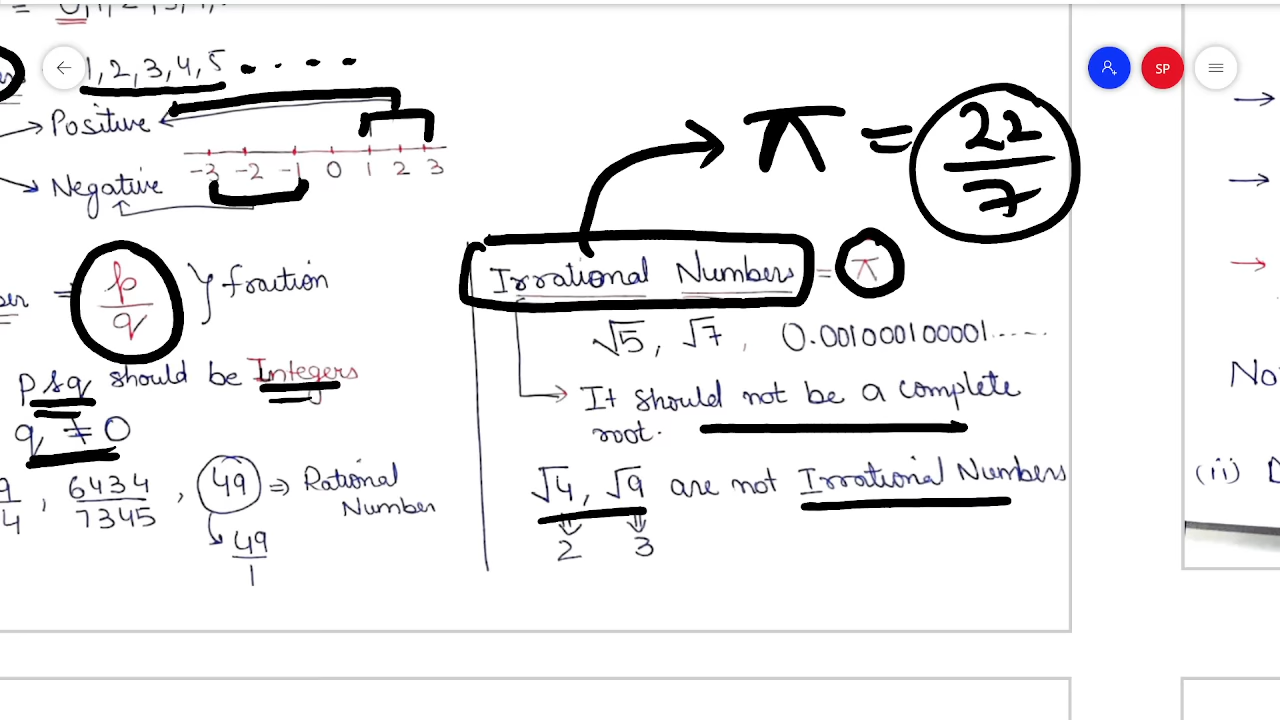 1, 2, 3, 4, 5 . . . .
Positive
Negative
-3 -2 -1 0 1 2 3
p/q } fraction
p & q should be Integers
q ≠ 0
6434/7345 , 49 ⇒ Rational
Number
49/1
π = 22/7
Irrational Numbers = π
√5, √7, 0.001000100001......
It should not be a complete
root.
√4, √9 are not Irrational Numbers
2 3
SP
(ii)